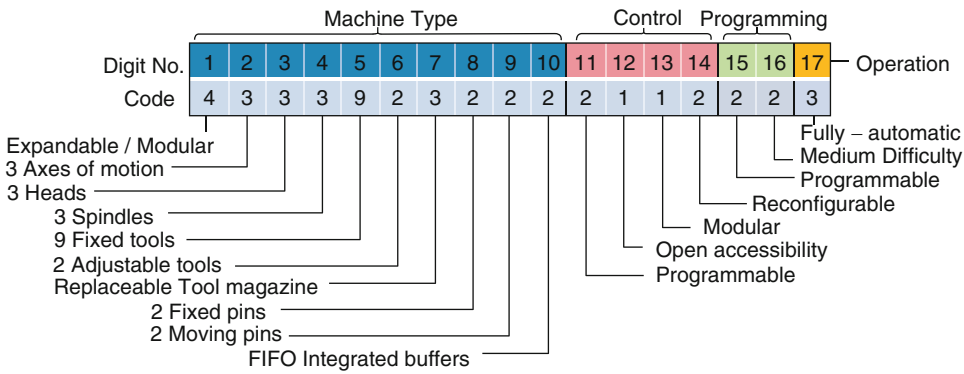 Machine Type Control Programming
Digit No. 1 2 3 4 5 6 7 8 9 10 11 12 13 14 15 16 17 Operation
Code 4 3 3 3 9 2 3 2 2 2 2 1 1 2 2 2 3
Expandable / Modular
3 Axes of motion
3 Heads
3 Spindles
9 Fixed tools
2 Adjustable tools
Replaceable Tool magazine
2 Fixed pins
2 Moving pins
FIFO Integrated buffers
Fully – automatic
Medium Difficulty
Programmable
Reconfigurable
Modular
Open accessibility
Programmable